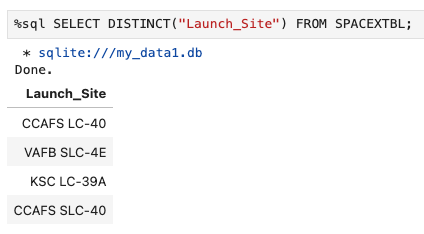 %sql SELECT DISTINCT("Launch_Site") FROM SPACEXTBL;
* sqlite:///my_data1.db
Done.
Launch_Site
CCAFS LC-40
VAFB SLC-4E
KSC LC-39A
CCAFS SLC-40